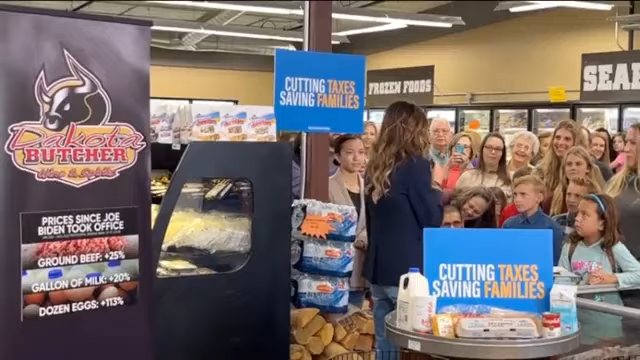 Dakota
BUTCHER
PRICES SINCE JOE
BIDEN TOOK OFFICE
GROUND BEEF: +25%
GALLON OF MILK: +20%
DOZEN EGGS: +113%
CUTTING TAXES
SAVING FAMILIES
FROZEN FOODS
SEA
CUTTING TAXES
SAVING FAMILIES